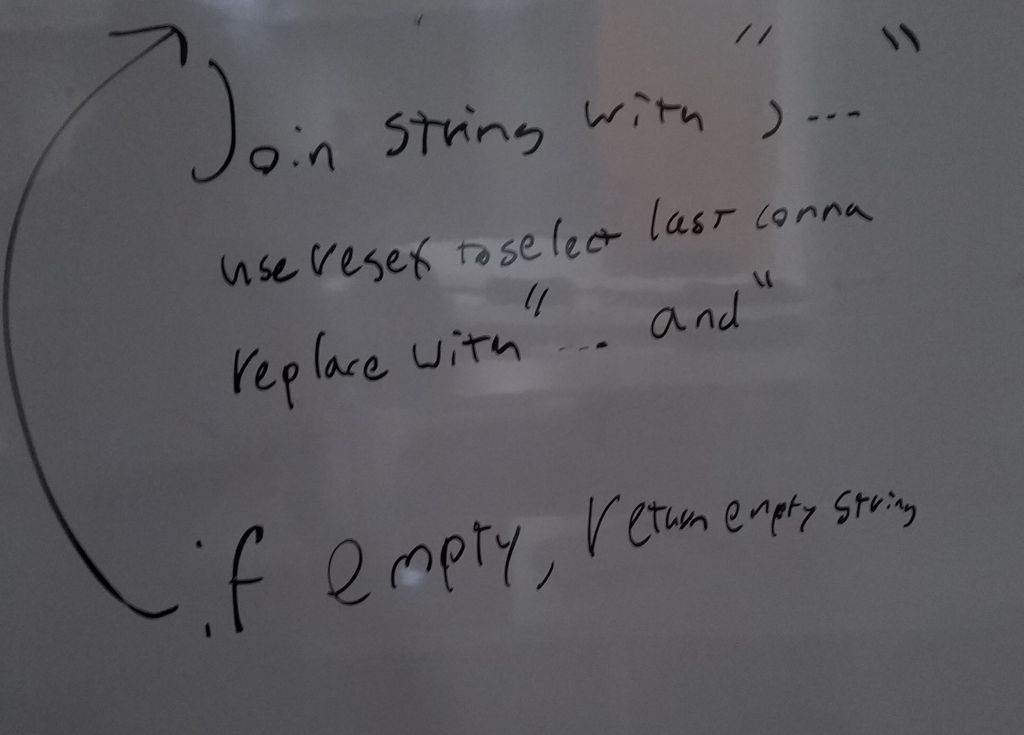 Join string with ", ---"
use regex to select last comma
replace with "--- and"
if empty, return empty string